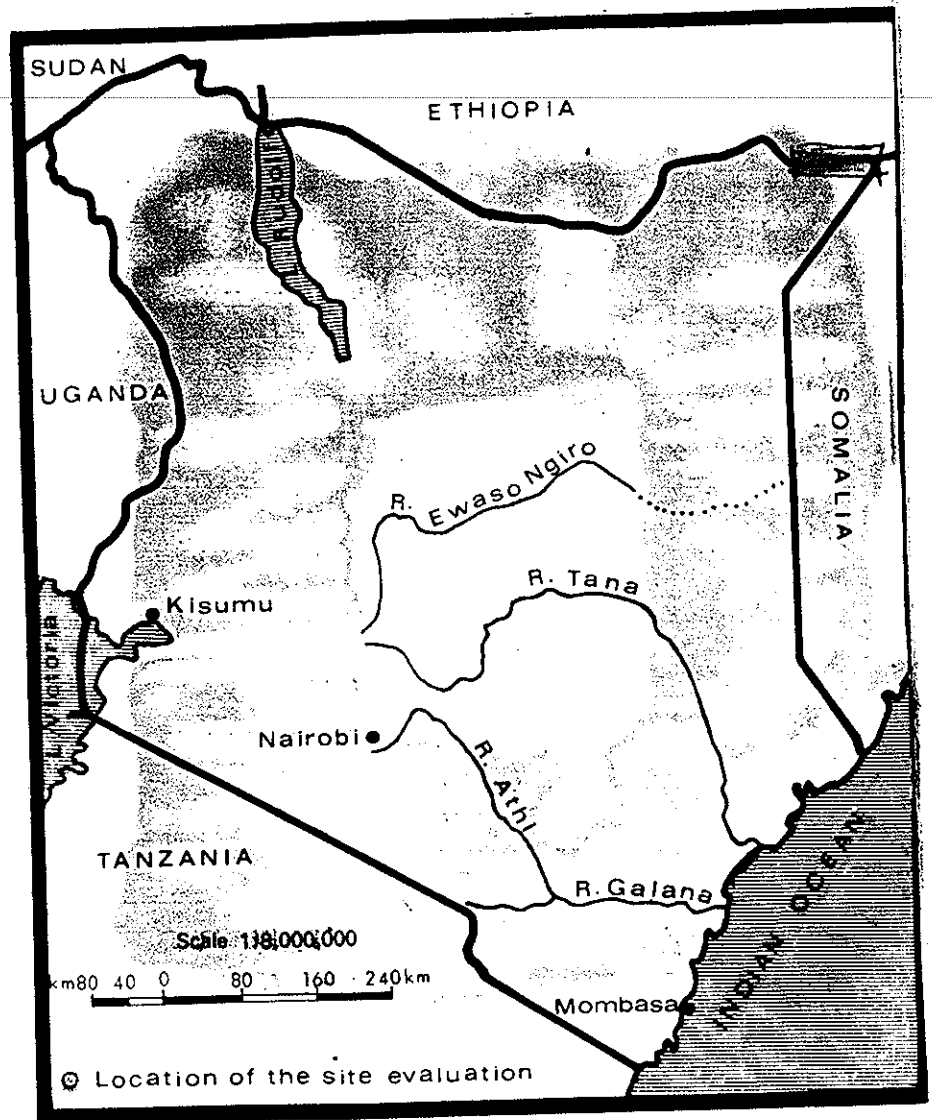 SUDAN
ETHIOPIA
UGANDA
SOMALIA
R. Ewaso Ngiro
R. Tana
Kisumu
L. Victoria
Nairobi
R. Athi
TANZANIA
R. Galana
INDIAN OCEAN
km80 40 0 80 160 240km
Mombasa
Location of the site evaluation